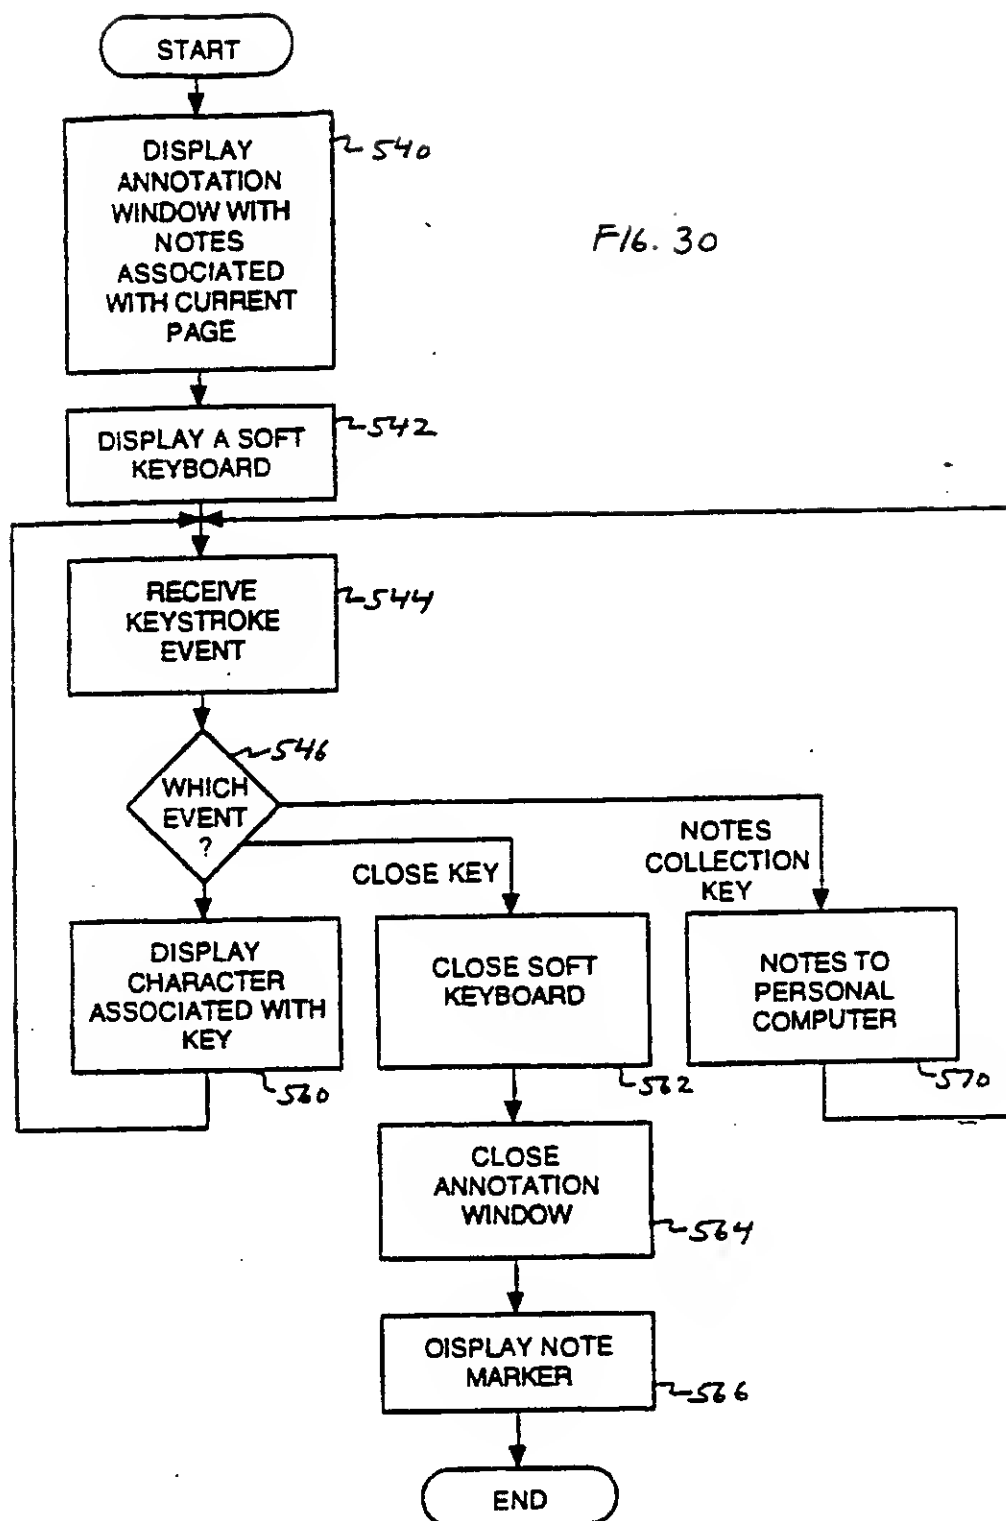 START
DISPLAY
ANNOTATION
WINDOW WITH
NOTES
ASSOCIATED
WITH CURRENT
PAGE
540
FIG. 30
DISPLAY A SOFT
KEYBOARD
542
RECEIVE
KEYSTROKE
EVENT
544
WHICH
EVENT
?
546
CLOSE KEY
NOTES
COLLECTION
KEY
DISPLAY
CHARACTER
ASSOCIATED WITH
KEY
560
CLOSE SOFT
KEYBOARD
562
NOTES TO
PERSONAL
COMPUTER
570
CLOSE
ANNOTATION
WINDOW
564
DISPLAY NOTE
MARKER
566
END